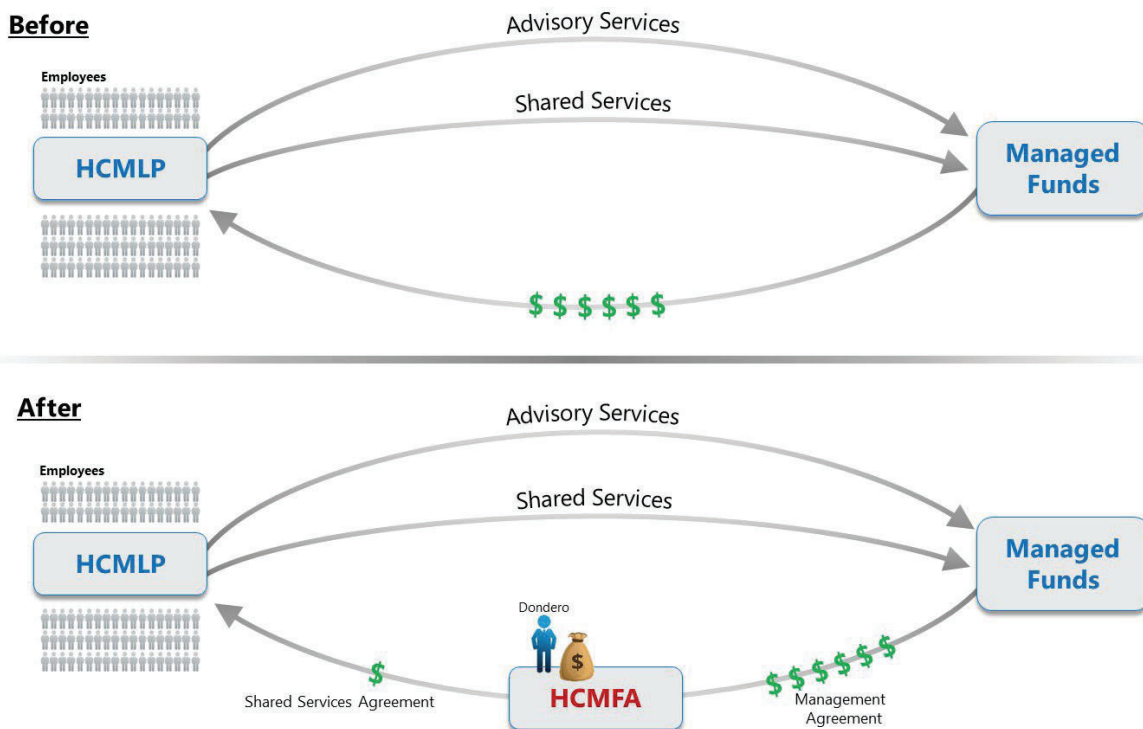 Before
Advisory Services
Employees
Shared Services
HCMLP
Managed
Funds
$ $ $ $ $ $
After
Advisory Services
Employees
Shared Services
HCMLP
Managed
Funds
Dondero
$
$
$ $ $ $ $ $
HCMFA
Shared Services Agreement
Management
Agreement